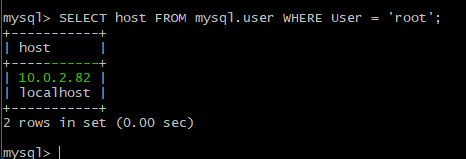 mysql> SELECT host FROM mysql.user WHERE User = 'root';
+-----------+
| host      |
+-----------+
| 10.0.2.82 |
| localhost |
+-----------+
2 rows in set (0.00 sec)
mysql>